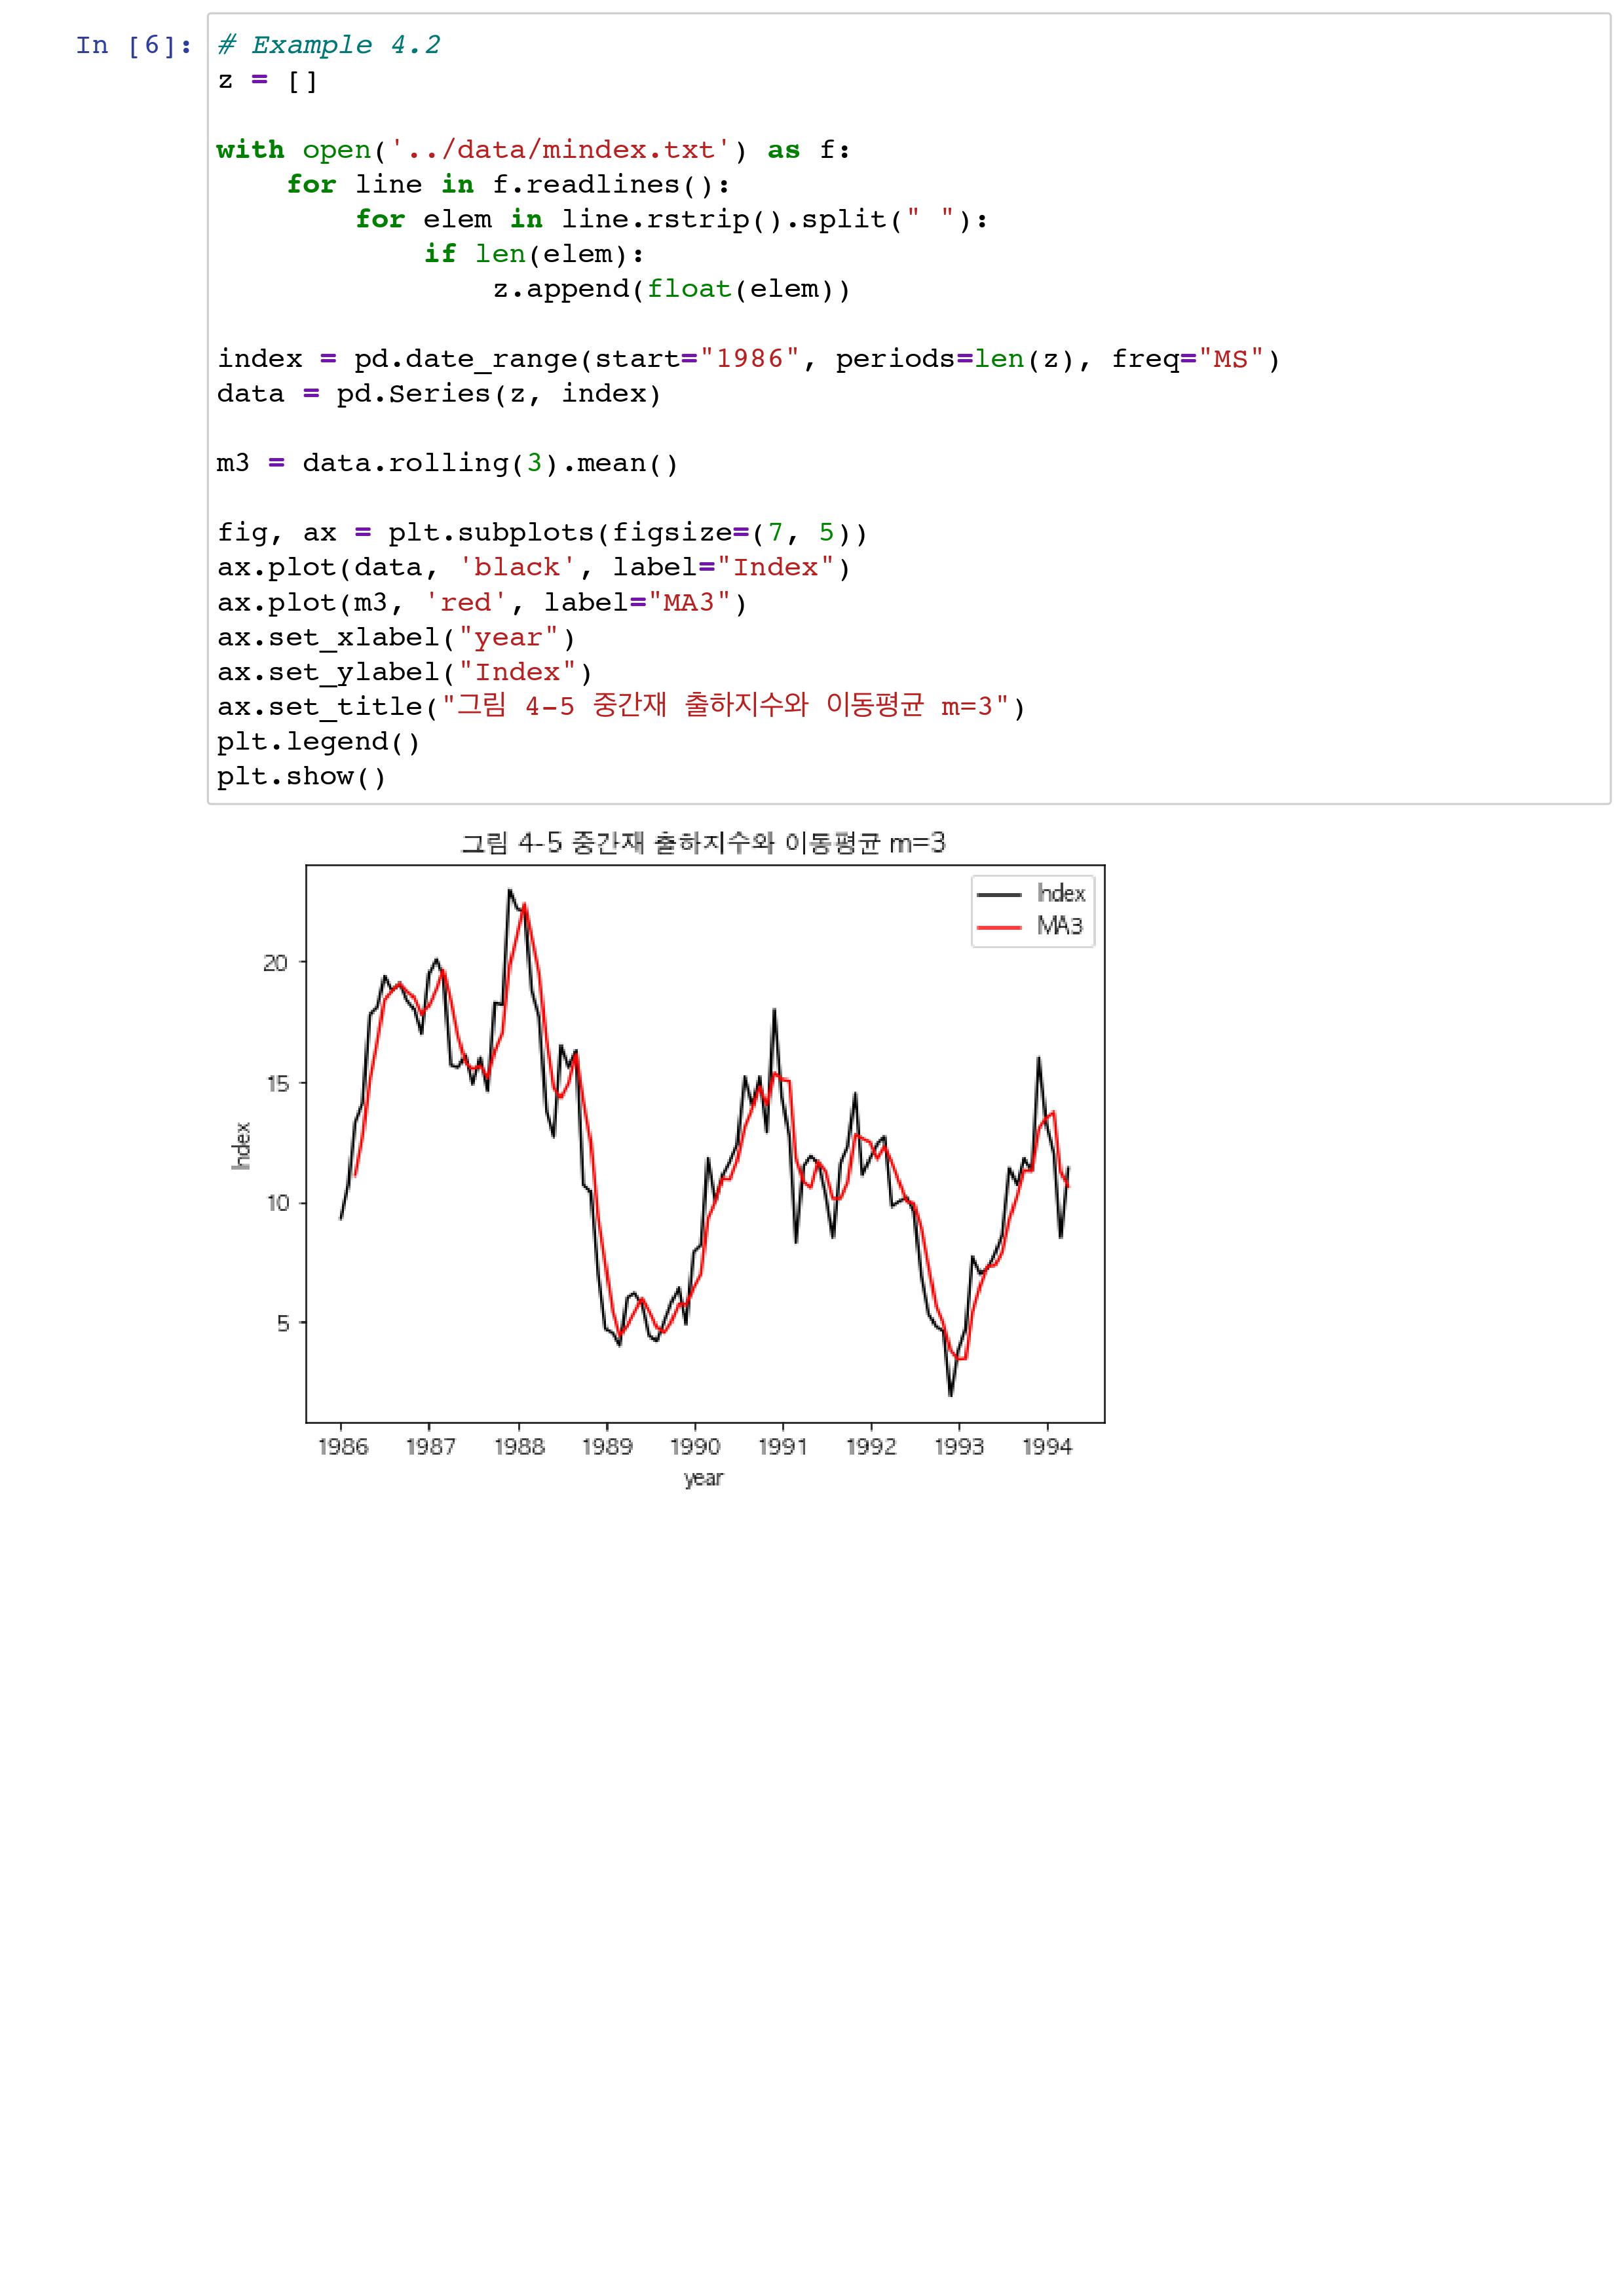 In [6]: # Example 4.2
z = []
with open('../data/mindex.txt') as f:
    for line in f.readlines():
        for elem in line.rstrip().split(" "):
            if len(elem):
                z.append(float(elem))
index = pd.date_range(start="1986", periods=len(z), freq="MS")
data = pd.Series(z, index)
m3 = data.rolling(3).mean()
fig, ax = plt.subplots(figsize=(7, 5))
ax.plot(data, 'black', label="Index")
ax.plot(m3, 'red', label="MA3")
ax.set_xlabel("year")
ax.set_ylabel("Index")
ax.set_title("그림 4-5 중간재 출하지수와 이동평균 m=3")
plt.legend()
plt.show()
그림 4-5 중간재 출하지수와 이동평균 m=3
Index
MA3
20
15
10
5
Index
1986 1987 1988 1989 1990 1991 1992 1993 1994
year